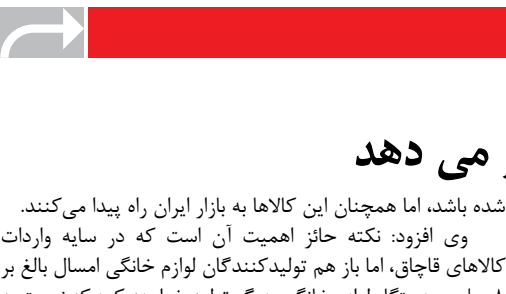 می دهد
شده باشد، اما همچنان این کالاها به بازار ایران راه پیدا می‌کنند.
وی افزود: نکته حائز اهمیت آن است که در سایه واردات
کالاهای قاچاق، اما باز هم تولیدکنندگان لوازم خانگی امسال بالغ بر